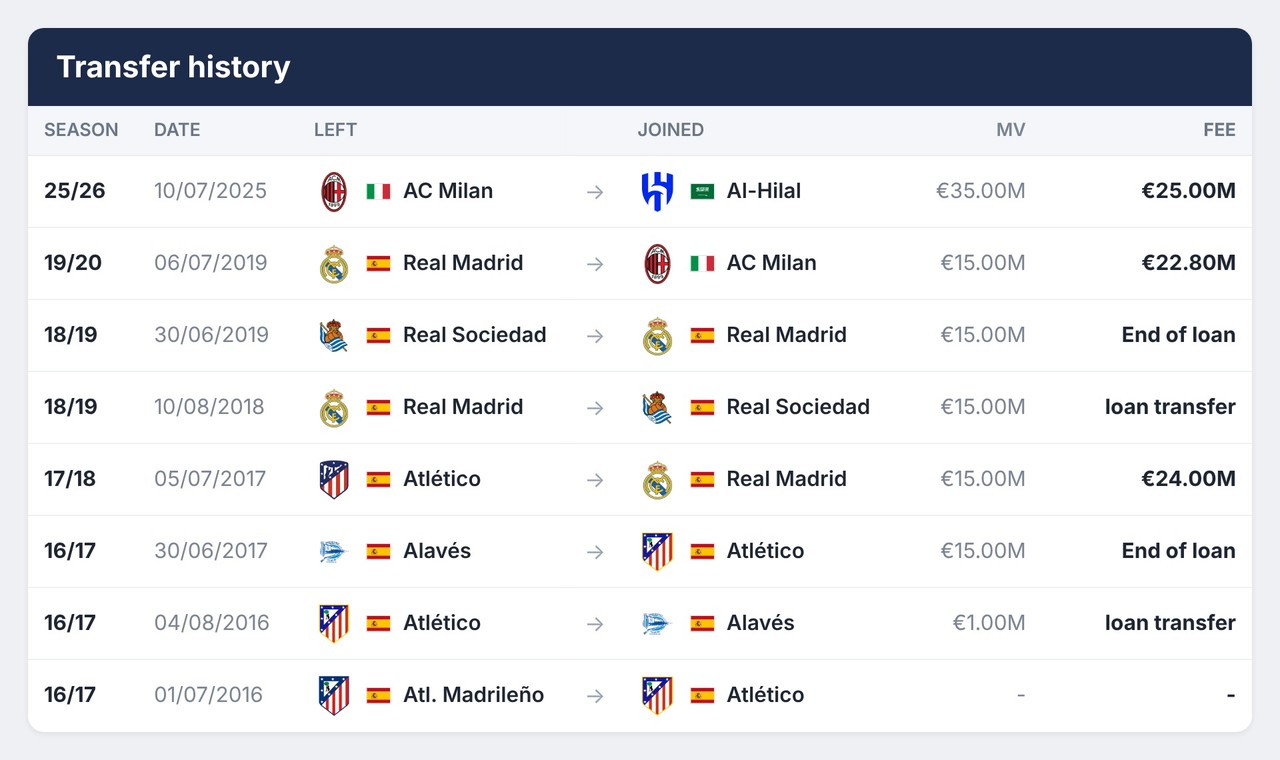 Transfer history
SEASON DATE LEFT JOINED MV FEE
25/26 10/07/2025 AC Milan → Al-Hilal €35.00M €25.00M
19/20 06/07/2019 Real Madrid → AC Milan €15.00M €22.80M
18/19 30/06/2019 Real Sociedad → Real Madrid €15.00M End of loan
18/19 10/08/2018 Real Madrid → Real Sociedad €15.00M loan transfer
17/18 05/07/2017 Atlético → Real Madrid €15.00M €24.00M
16/17 30/06/2017 Alavés → Atlético €15.00M End of loan
16/17 04/08/2016 Atlético → Alavés €1.00M loan transfer
16/17 01/07/2016 Atl. Madrileño → Atlético - -